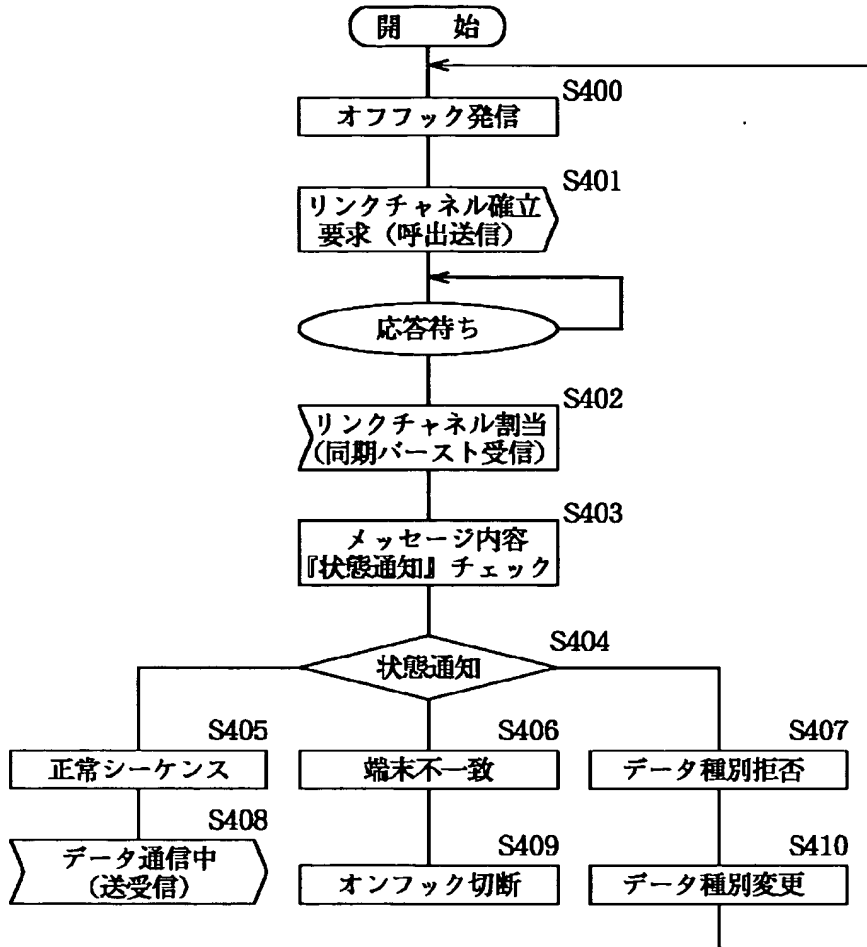 開　始
S400
オフフック発信
S401
リンクチャネル確立
要求（呼出送信）
応答待ち
S402
リンクチャネル割当
（同期バースト受信）
S403
メッセージ内容
『状態通知』チェック
S404
状態通知
S405
正常シーケンス
S406
端末不一致
S407
データ種別拒否
S408
データ通信中
（送受信）
S409
オンフック切断
S410
データ種別変更